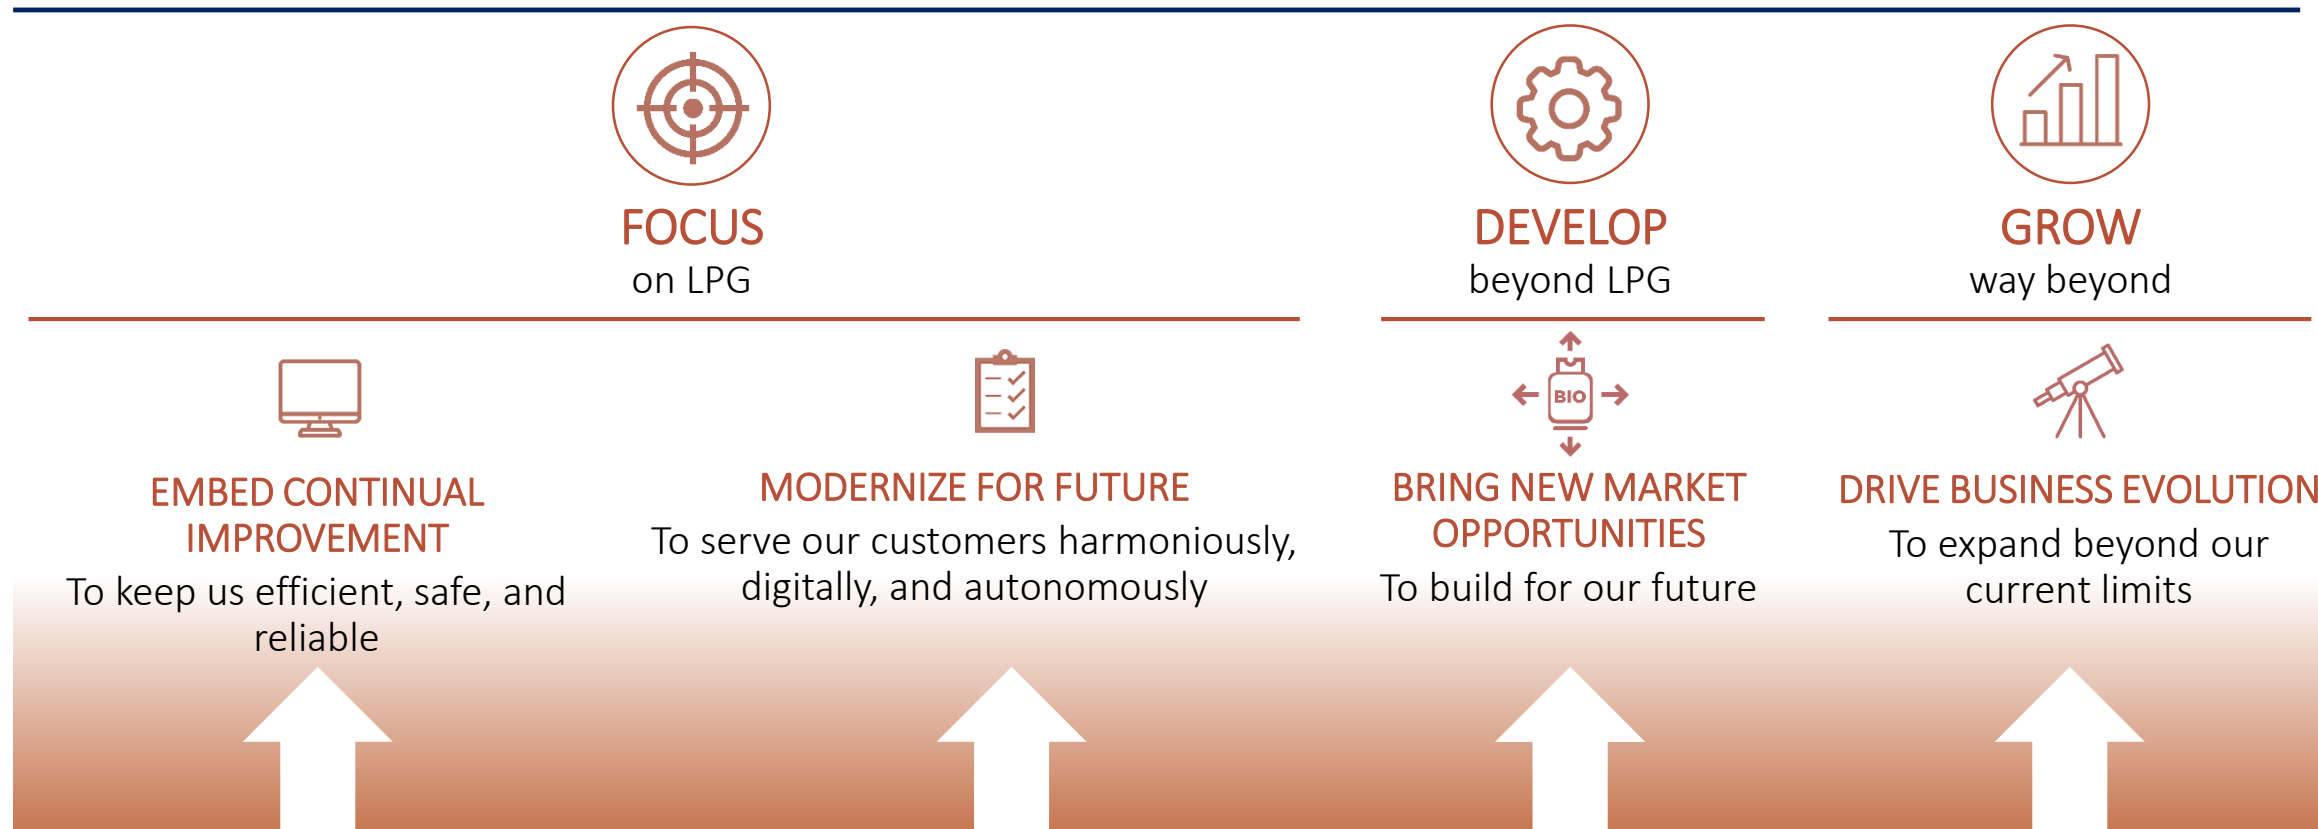 FOCUS
on LPG
DEVELOP
beyond LPG
GROW
way beyond
EMBED CONTINUAL
IMPROVEMENT
To keep us efficient, safe, and
reliable
MODERNIZE FOR FUTURE
To serve our customers harmoniously,
digitally, and autonomously
BIO
BRING NEW MARKET
OPPORTUNITIES
To build for our future
DRIVE BUSINESS EVOLUTION
To expand beyond our
current limits